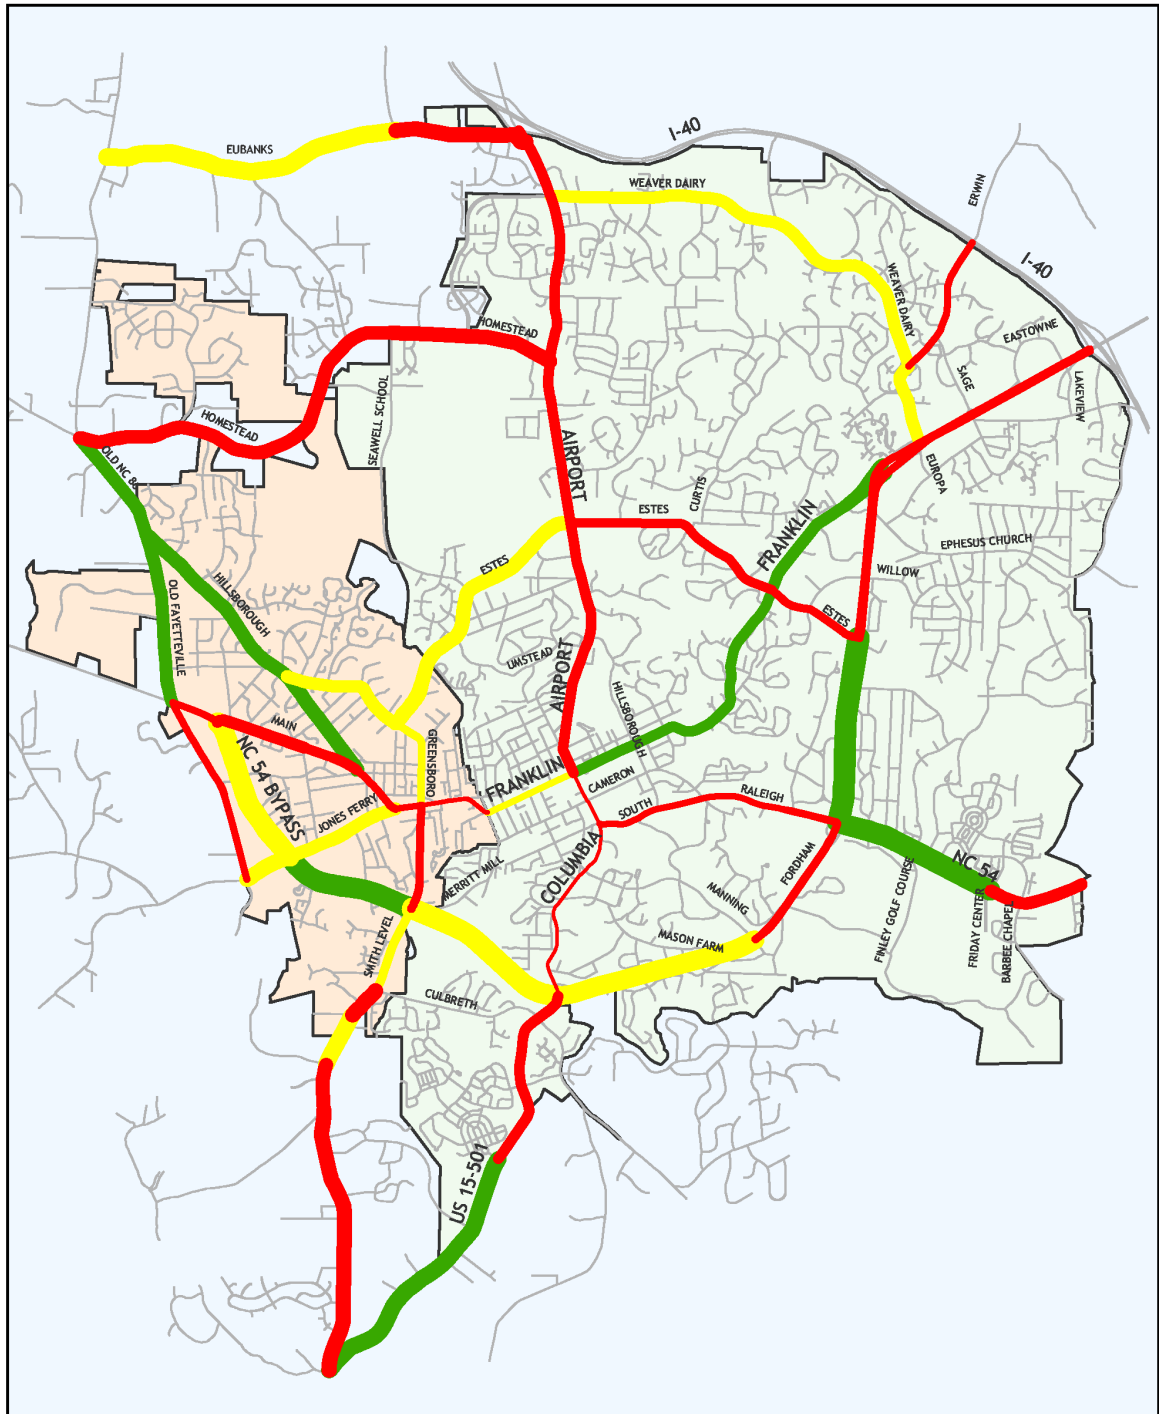 I-40
EUBANKS
WEAVER DAIRY
ERWIN
I-40
WEAVER DAIRY
HOMESTEAD
EASTOWNE
SAGE
LAKEVIEW
SEAWELL SCHOOL
HOMESTEAD
AIRPORT
OLD NC 86
EUROPA
CURTIS
FRANKLIN
ESTES
EPHESUS CHURCH
ESTES
WILLOW
HILLSBOROUGH
OLD FAYETTEVILLE
ESTES
UMSTEAD
AIRPORT
HILLSBOROUGH
MAIN
NC 54 BYPASS
GREENSBORO
FRANKLIN
CAMERON
RALEIGH
SOUTH
JONES FERRY
COLUMBIA
MERRITT MILL
FORDHAM
NC 54
MANNING
FINLEY GOLF COURSE
FRIDAY CENTER
BARBEE CHAPEL
SMITH LEVEL
MASON FARM
CULBRETH
US 15-501